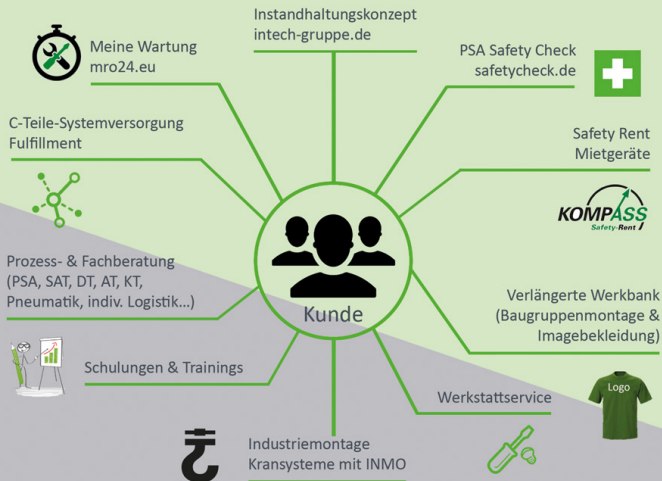 Instandhaltungskonzept
intech-gruppe.de
Meine Wartung
mro24.eu
PSA Safety Check
safetycheck.de
C-Teile-Systemversorgung
Fulfillment
Safety Rent
Mietgeräte
KOMPASS
Safety-Rent
Prozess- & Fachberatung
(PSA, SAT, DT, AT, KT,
Pneumatik, indiv. Logistik...)
Kunde
Verlängerte Werkbank
(Baugruppenmontage &
Imagebekleidung)
Schulungen & Trainings
Werkstattservice
Logo
Industriemontage
Kransysteme mit INMO